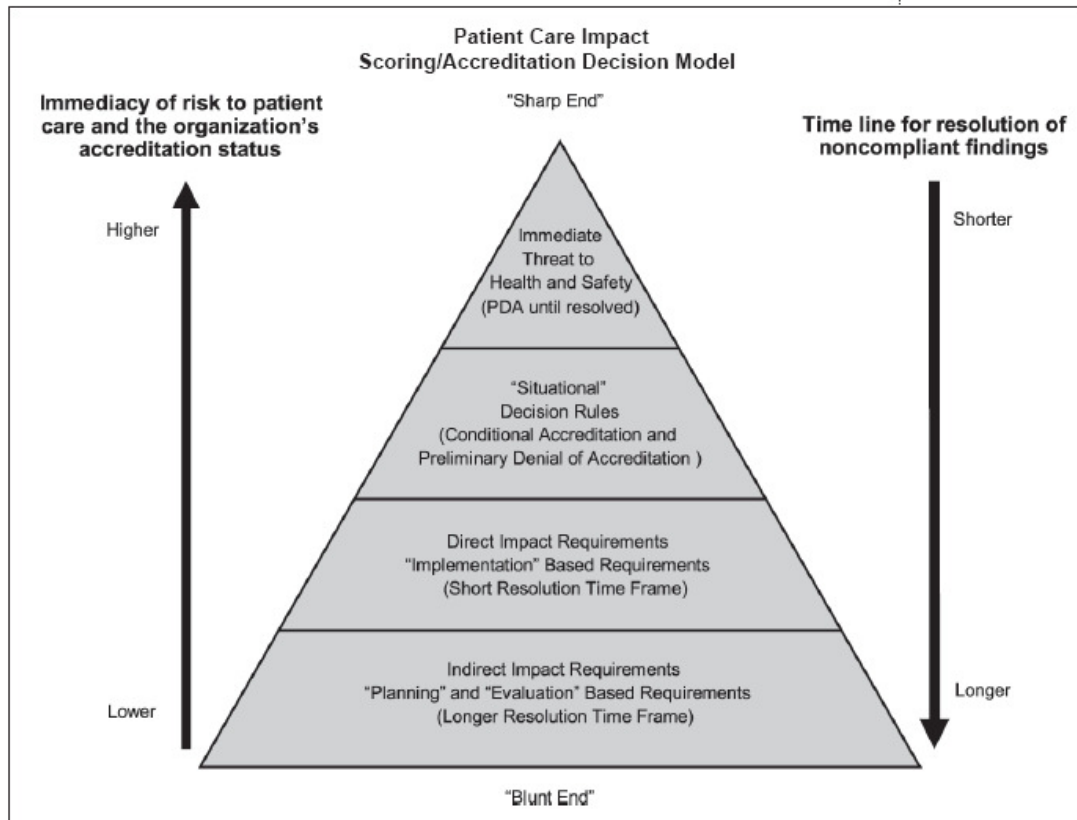 Patient Care Impact
Scoring/Accreditation Decision Model
"Sharp End"
Immediacy of risk to patient
care and the organization's
accreditation status
Higher
Lower
Time line for resolution of
noncompliant findings
Shorter
Longer
Immediate
Threat to
Health and Safety
(PDA until resolved)
"Situational"
Decision Rules
(Conditional Accreditation and
Preliminary Denial of Accreditation )
Direct Impact Requirements
"Implementation" Based Requirements
(Short Resolution Time Frame)
Indirect Impact Requirements
"Planning" and "Evaluation" Based Requirements
(Longer Resolution Time Frame)
"Blunt End"